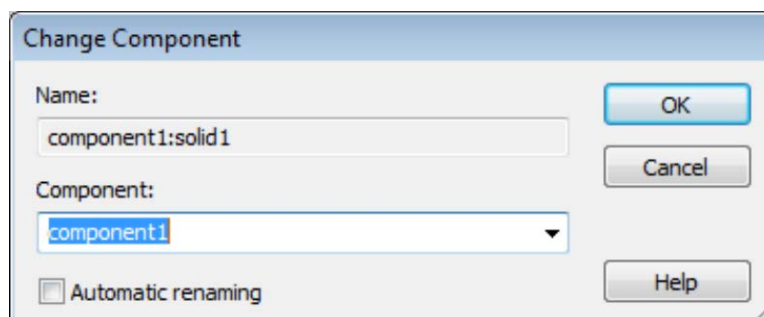 Change Component
Name:
component1:solid1
Component:
component1
Automatic renaming
OK
Cancel
Help